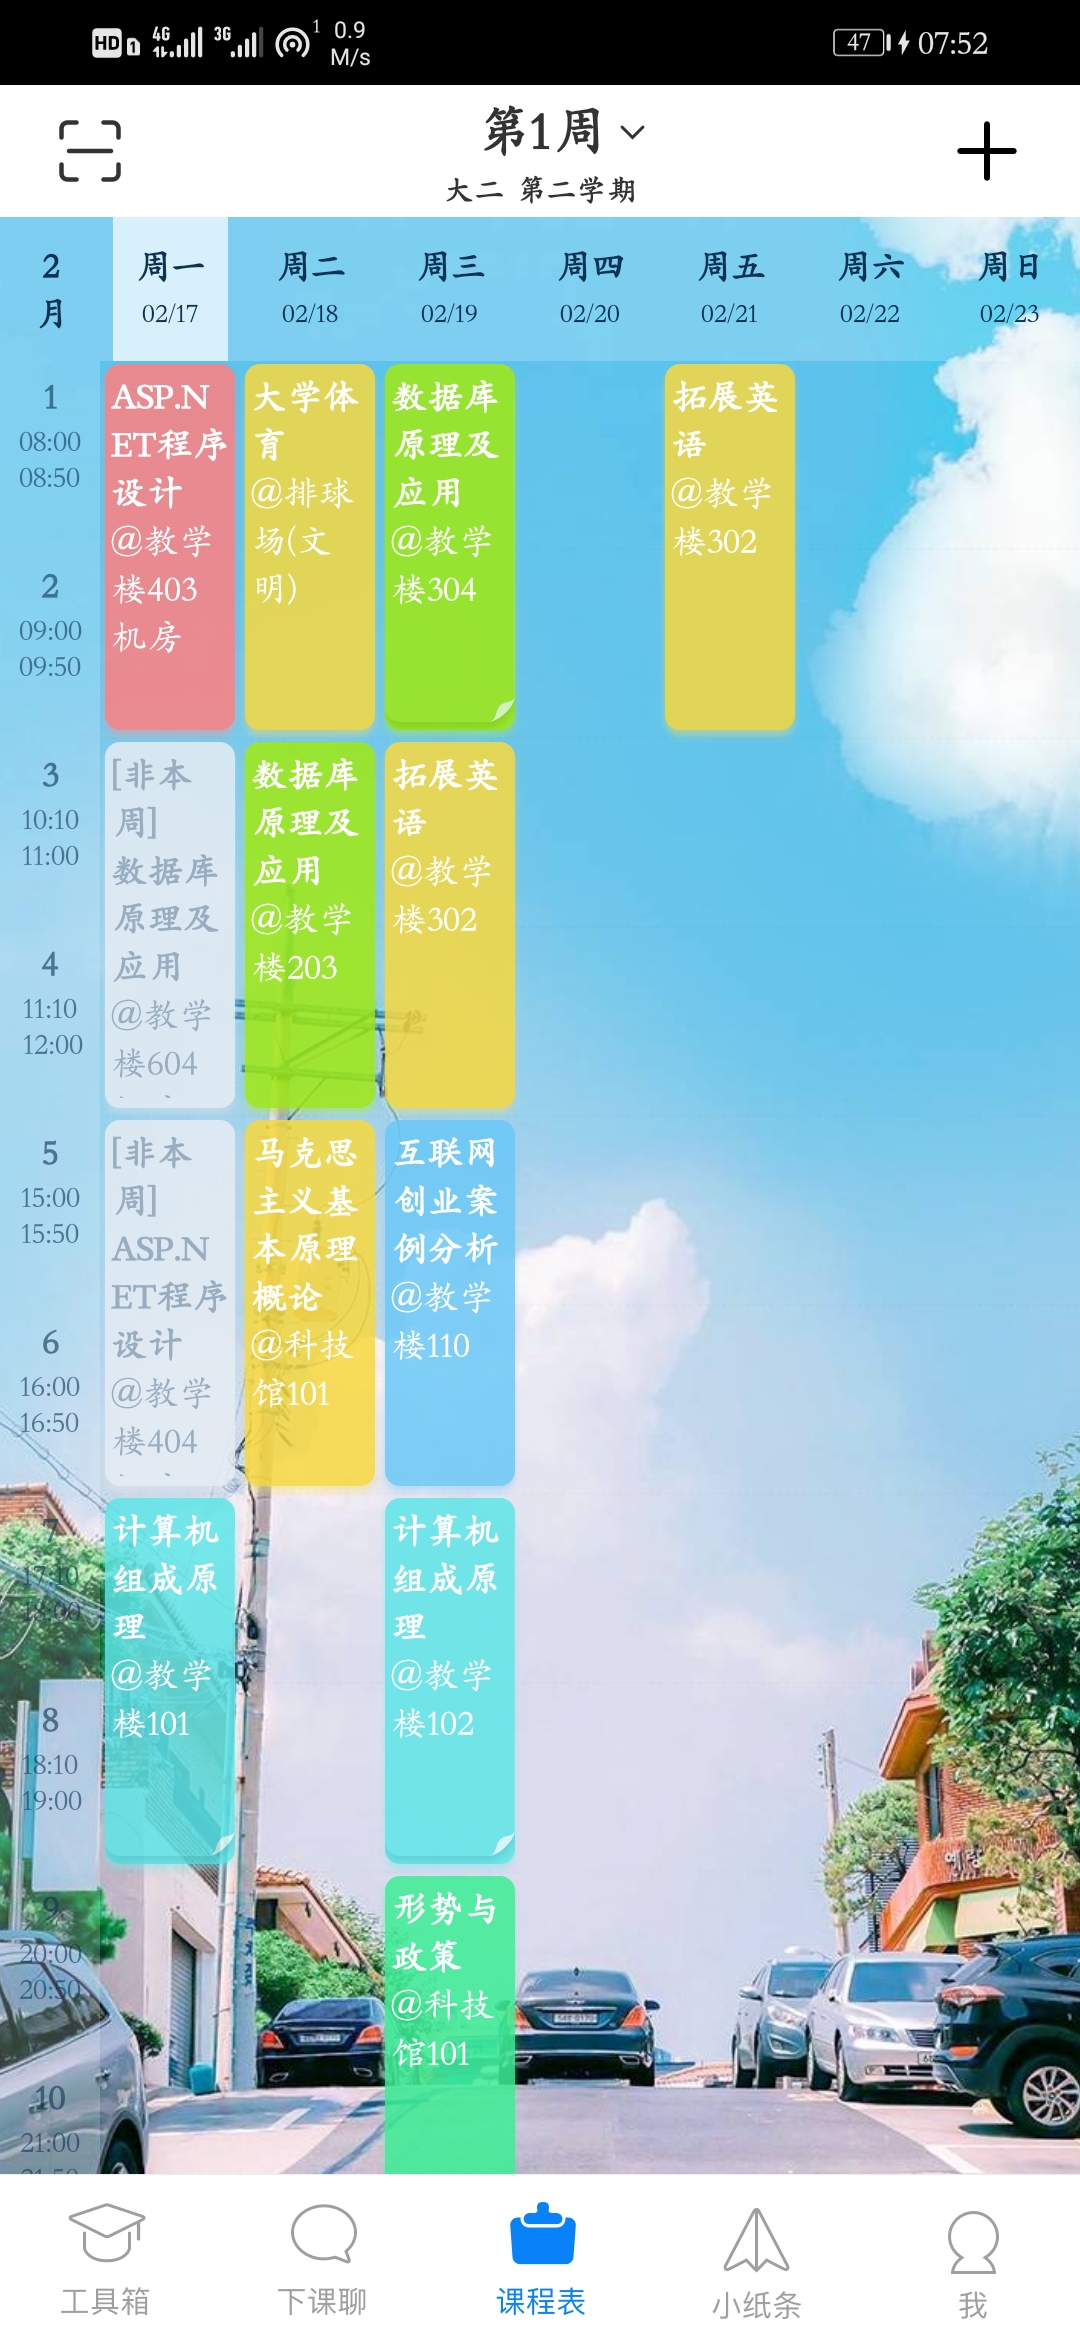 HD 1 4G 3G 1 0.9 M/s 47 07:52
第1周
大二 第二学期
2月
周一 周二 周三 周四 周五 周六 周日
02/17 02/18 02/19 02/20 02/21 02/22 02/23
1
08:00
08:50
2
09:00
09:50
3
10:10
11:00
4
11:10
12:00
5
15:00
15:50
6
16:00
16:50
7
17:10
18:00
8
18:10
19:00
9
20:00
20:50
10
21:00
ASP.N
ET程序
设计
@教学
楼403
机房
[非本
周]
数据库
原理及
应用
@教学
楼604
[非本
周]
ASP.N
ET程序
设计
@教学
楼404
计算机
组成原
理
@教学
楼101
大学体
育
@排球
场(文
明)
数据库
原理及
应用
@教学
楼203
马克思
主义基
本原理
概论
@科技
馆101
数据库
原理及
应用
@教学
楼304
拓展英
语
@教学
楼302
互联网
创业案
例分析
@教学
楼110
计算机
组成原
理
@教学
楼102
形势与
政策
@科技
馆101
拓展英
语
@教学
楼302
工具箱 下课聊 课程表 小纸条 我